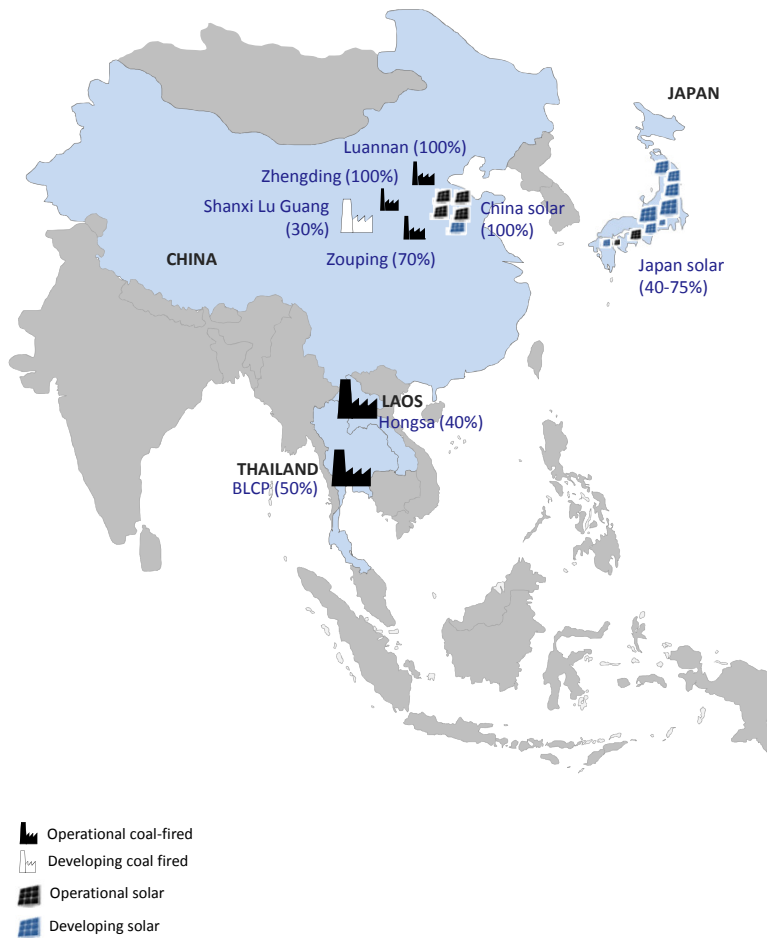 JAPAN
Luannan (100%)
Zhengding (100%)
Shanxi Lu Guang
(30%)
China solar
(100%)
CHINA
Zouping (70%)
Japan solar
(40-75%)
LAOS
Hongsa (40%)
THAILAND
BLCP (50%)
Operational coal-fired
Developing coal fired
Operational solar
Developing solar